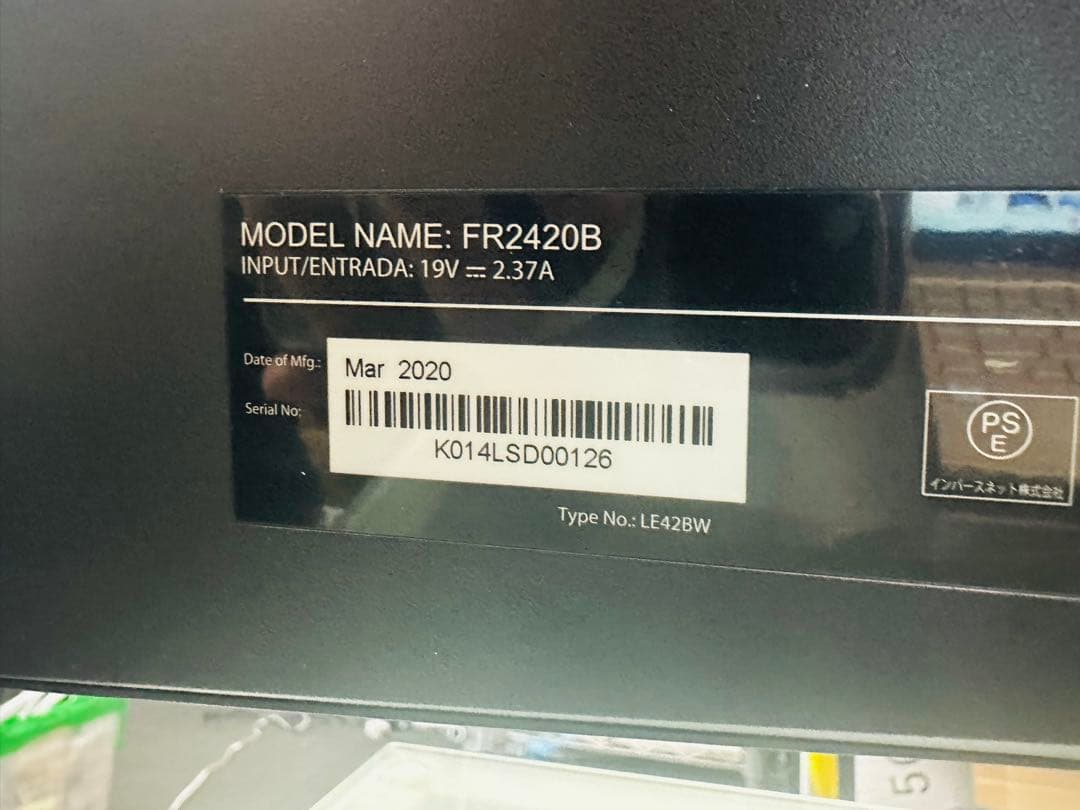 MODEL NAME: FR2420B
INPUT/ENTRADA: 19V ⎓ 2.37A
Date of Mfg.: Mar 2020
Serial No:
K014LSD00126
PS
E
インバースネット株式会社
Type No.: LE42BW
5